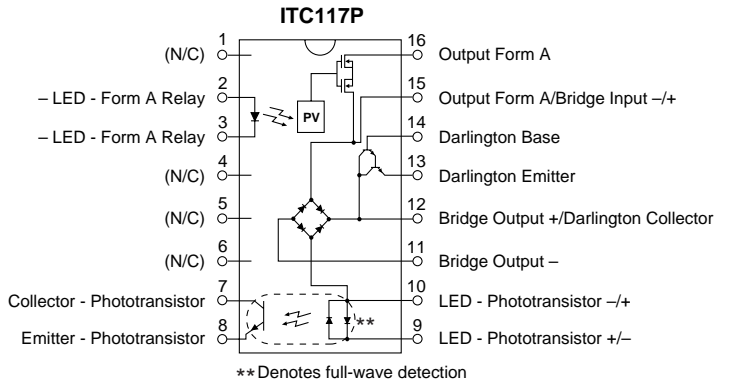 ITC117P
1
(N/C)
2
– LED - Form A Relay
3
– LED - Form A Relay
4
(N/C)
5
(N/C)
6
(N/C)
7
Collector - Phototransistor
8
Emitter - Phototransistor
PV
**
16
Output Form A
15
Output Form A/Bridge Input –/+
14
Darlington Base
13
Darlington Emitter
12
Bridge Output +/Darlington Collector
11
Bridge Output –
10
LED - Phototransistor –/+
9
LED - Phototransistor +/–
**Denotes full-wave detection